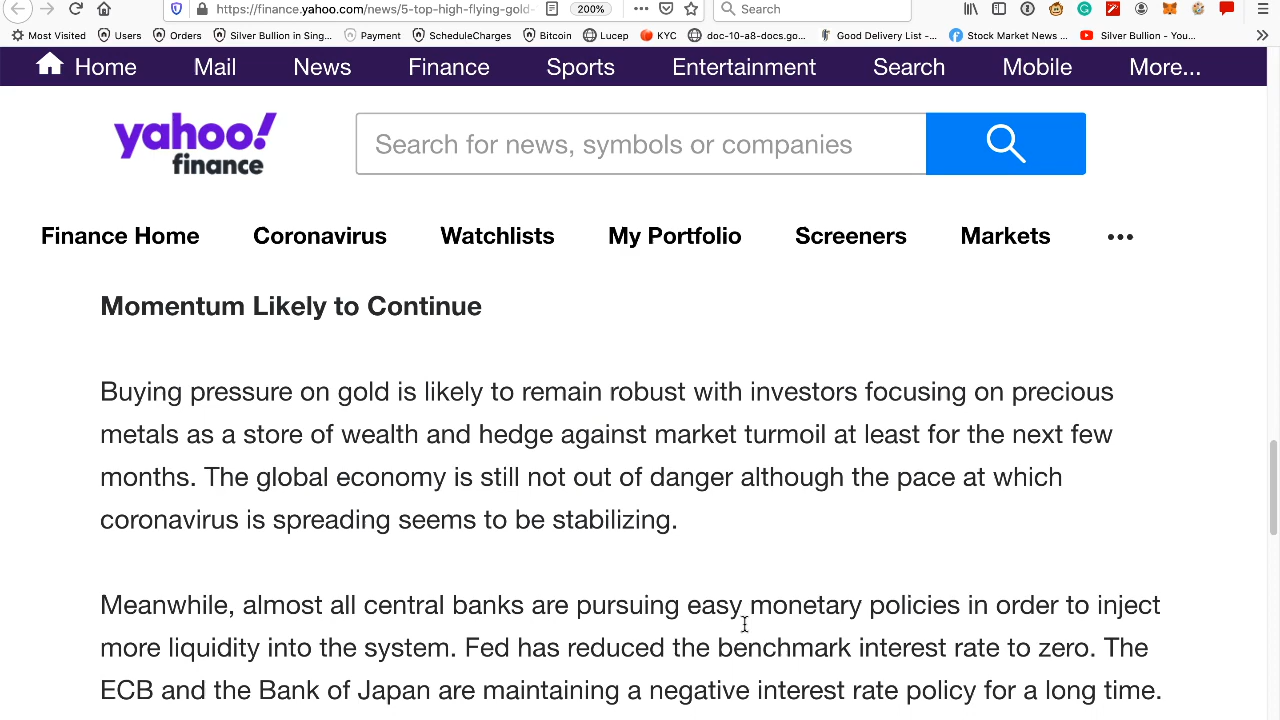 https://finance.yahoo.com/news/5-top-high-flying-gold- 200% Search
Most Visited Users Orders Silver Bullion in Sing... Payment ScheduleCharges Bitcoin Lucep KYC doc-10-a8-docs.go... Good Delivery List -... Stock Market News ... Silver Bullion - You...
Home Mail News Finance Sports Entertainment Search Mobile More...
yahoo!
finance
Search for news, symbols or companies
Finance Home Coronavirus Watchlists My Portfolio Screeners Markets
Momentum Likely to Continue
Buying pressure on gold is likely to remain robust with investors focusing on precious
metals as a store of wealth and hedge against market turmoil at least for the next few
months. The global economy is still not out of danger although the pace at which
coronavirus is spreading seems to be stabilizing.
Meanwhile, almost all central banks are pursuing easy monetary policies in order to inject
more liquidity into the system. Fed has reduced the benchmark interest rate to zero. The
ECB and the Bank of Japan are maintaining a negative interest rate policy for a long time.